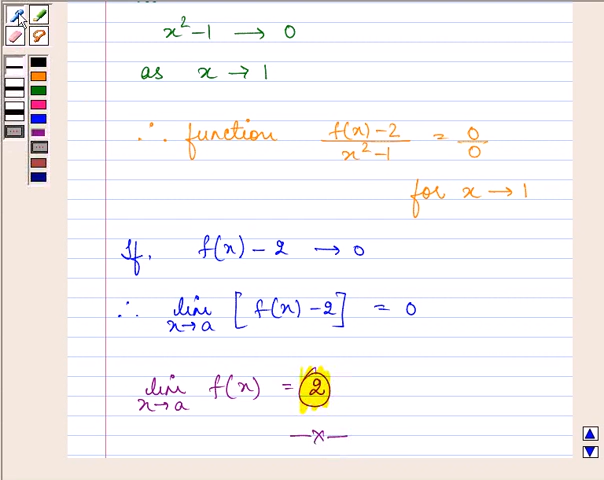 x² - 1 → 0
as x → 1
∴ function f(x) - 2 / x² - 1 = 0 / 0
for x → 1
If, f(x) - 2 → 0
∴ lim x→a [f(x) - 2] = 0
lim x→a f(x) = 2
—x—